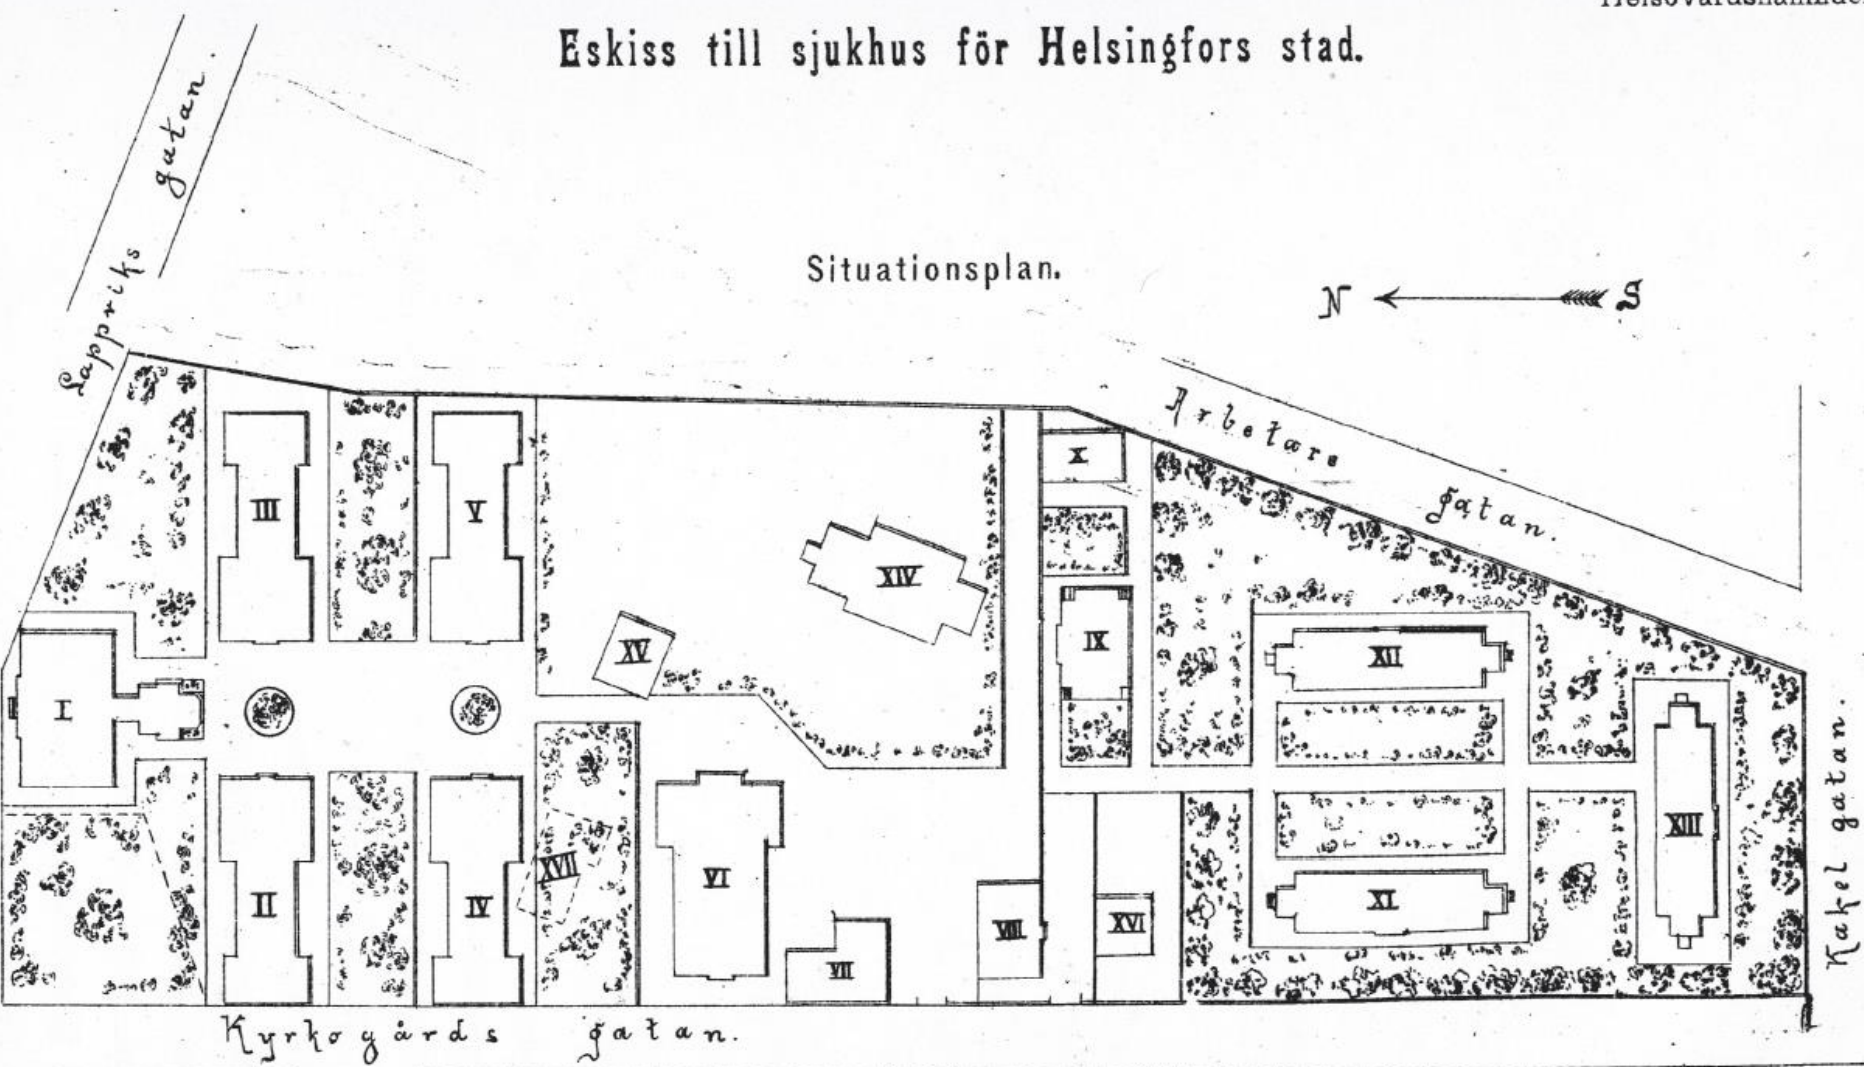 Eskiss till sjukhus för Helsingfors stad.
Lappriks gatan.
Situationsplan.
N S
Arbetare gatan.
III
V
X
XIV
IX
XV
XII
I
XIII
II
IV
XVII
VI
XI
VIII
XVI
VII
Kakel gatan.
Kyrkogårds gatan.